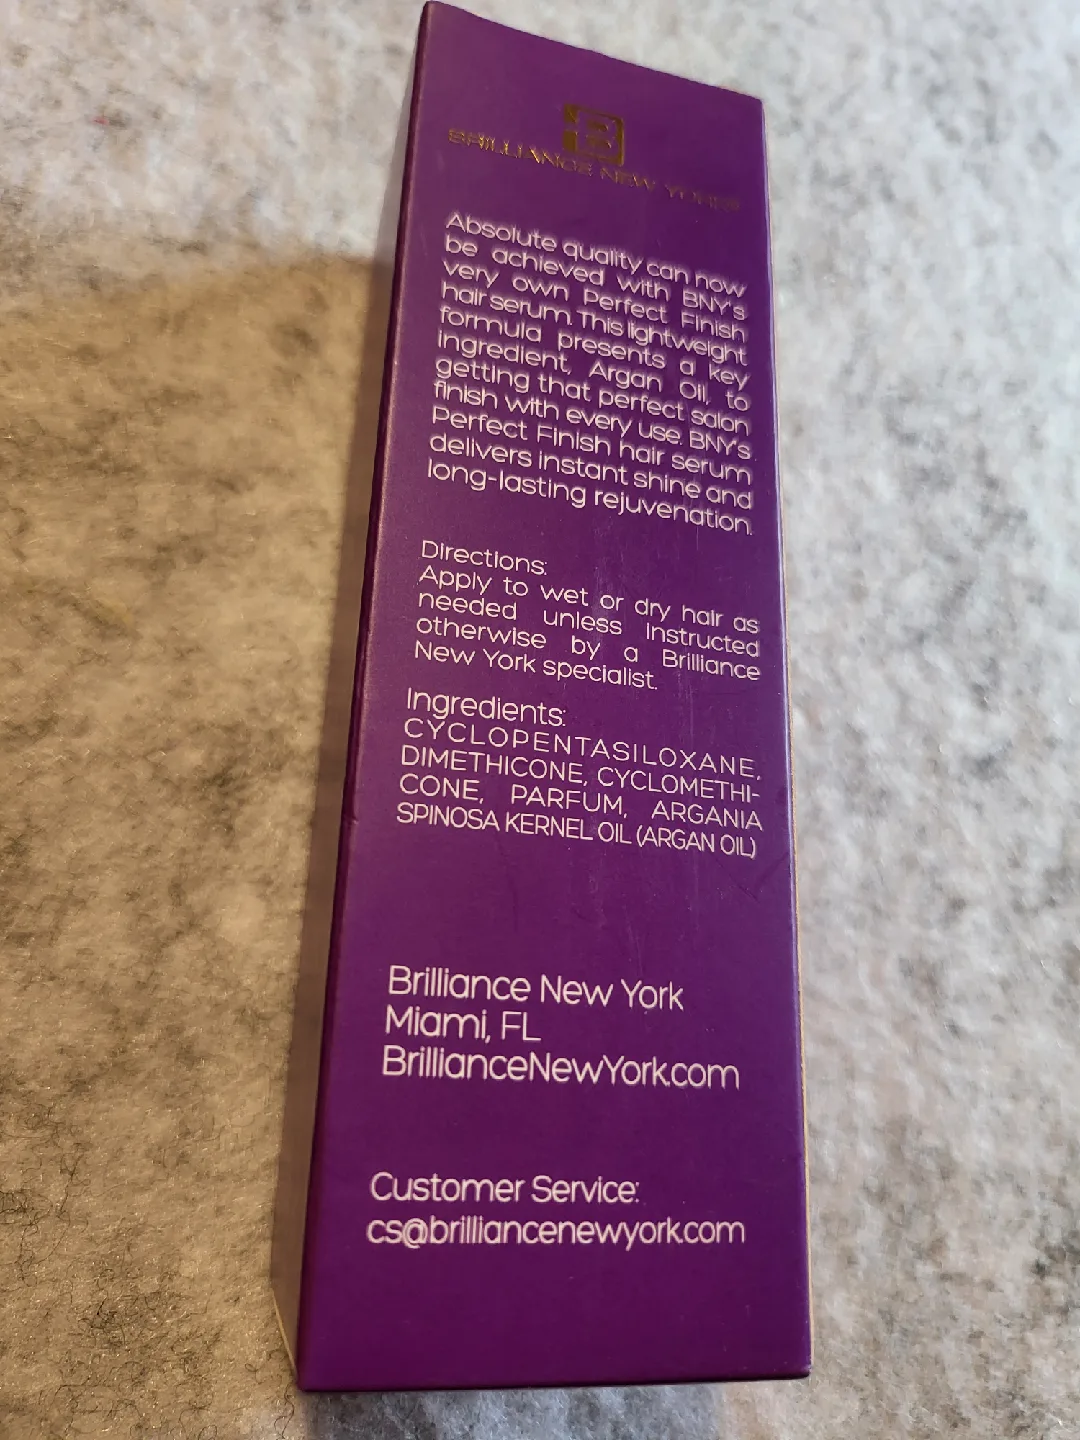 BRILLIANCE NEW YORK
Absolute quality can now
be achieved with BNY's
very own Perfect Finish
hair serum. This lightweight
formula presents a key
ingredient, Argan Oil, to
getting that perfect salon
finish with every use. BNY's
Perfect Finish hair serum
delivers instant shine and
long-lasting rejuvenation.
Directions:
Apply to wet or dry hair as
needed unless instructed
otherwise by a Brilliance
New York specialist.
Ingredients:
CYCLOPENTASILOXANE,
DIMETHICONE, CYCLOMETHI-
CONE, PARFUM, ARGANIA
SPINOSA KERNEL OIL (ARGAN OIL)
Brilliance New York
Miami, FL
BrillianceNewYork.com
Customer Service:
cs@brilliancenewyork.com